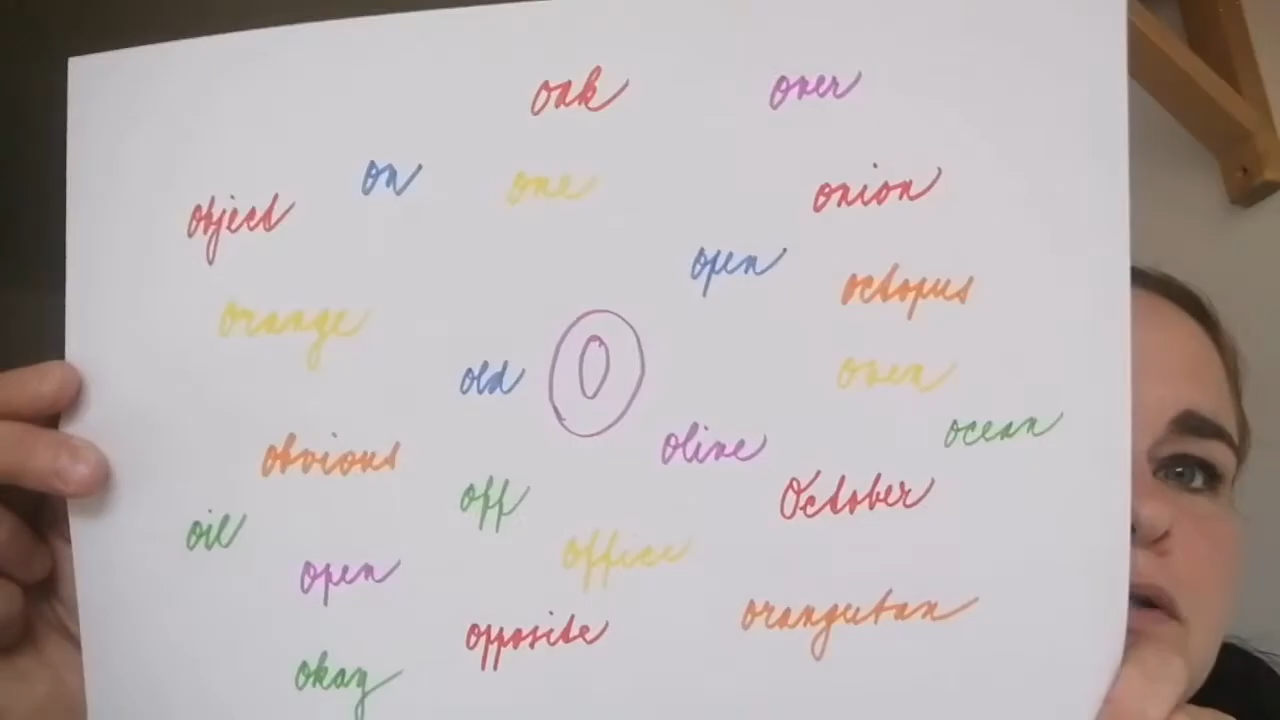 oak
over
on
one
object
onion
open
octopus
orange
O
old
oven
ocean
olive
obvious
off
October
oil
office
open
opposite
orangutan
okay